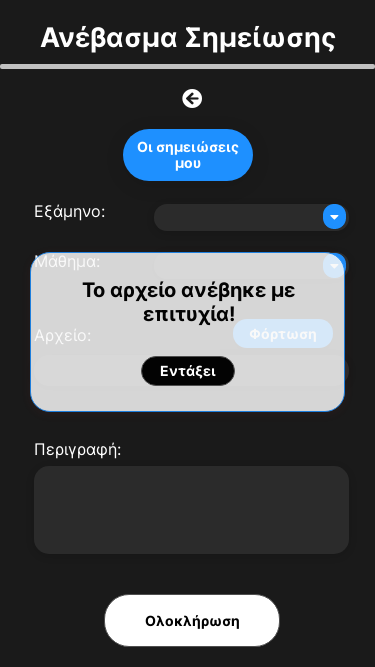 Ανέβασμα Σημείωσης
Οι σημειώσεις
μου
Εξάμηνο:
Μάθημα:
Το αρχείο ανέβηκε με
επιτυχία!
Αρχείο:
Φόρτωση
Εντάξει
Περιγραφή:
Ολοκλήρωση